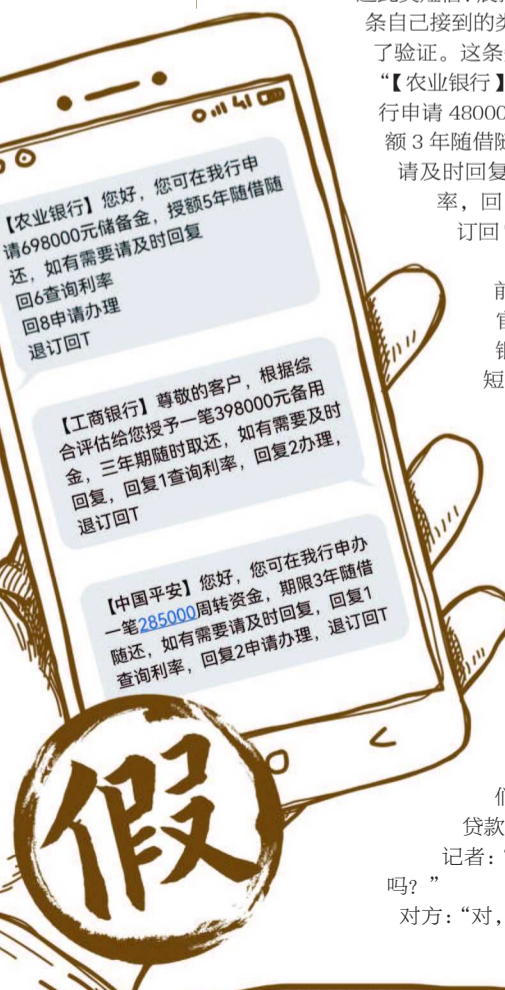 【农业银行】您好，您可在我行申
请698000元储备金，授额5年随借随
还，如有需要请及时回复
回6查询利率
回8申请办理
退订回T
【工商银行】尊敬的客户，根据综
合评估给您授予一笔398000元备用
金，三年期随时取还，如有需要及时
回复，回复1查询利率，回复2办理，
退订回T
【中国平安】您好，您可在我行申办
一笔285000周转资金，期限3年随借
随还，如有需要请及时回复，回复1
查询利率，回复2申请办理，退订回T
假
条自己接到的类
了验证。这条
“【农业银行】
行申请 48000
额 3 年随借随
请及时回复
率，回
订回
前
官
银
短
贷款
记者：“
吗？”
对方：“对，